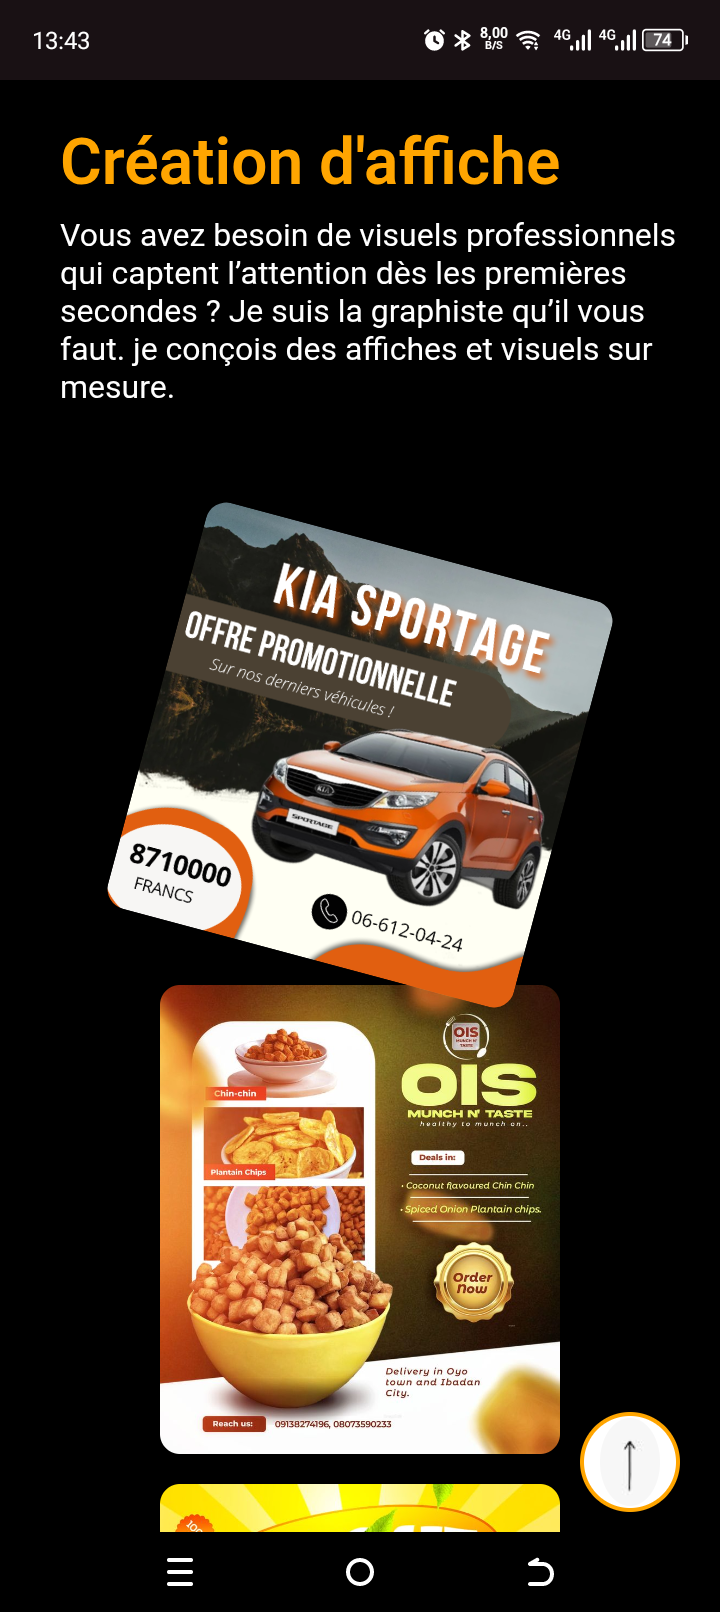 13:43
8,00
B/S
4G
4G
74
Création d'affiche
Vous avez besoin de visuels professionnels
qui captent l’attention dès les premières
secondes ? Je suis la graphiste qu’il vous
faut. je conçois des affiches et visuels sur
mesure.
KIA SPORTAGE
OFFRE PROMOTIONNELLE
Sur nos derniers véhicules !
KIA
SPORTAGE
8710000
FRANCS
06-612-04-24
OIS
MUNCH N'
TASTE
OIS
MUNCH N' TASTE
healthy to munch on..
Chin-chin
Plantain Chips
Deals in:
• Coconut flavoured Chin Chin
• Spiced Onion Plantain chips.
Order
Now
Delivery in Oyo
town and Ibadan
City.
Reach us:
09138274196, 08073590233